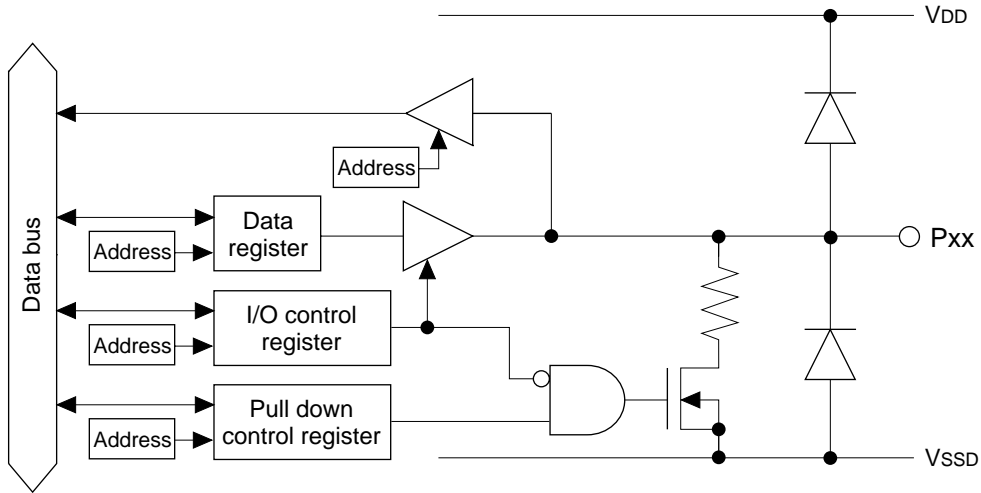 VDD
Address
Data bus
Data
register
Address
Pxx
I/O control
register
Address
Pull down
control register
Address
VSSD